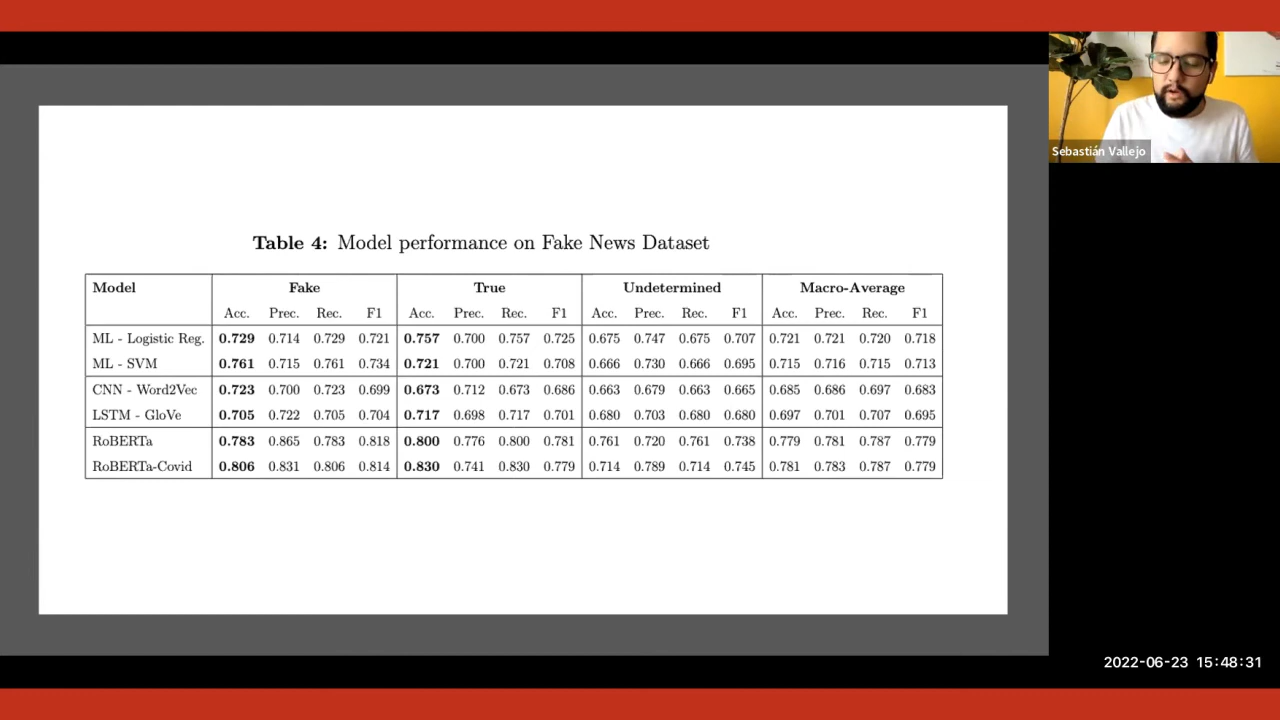 Sebastián Vallejo
Table 4: Model performance on Fake News Dataset
Model Fake True Undetermined Macro-Average
Acc. Prec. Rec. F1 Acc. Prec. Rec. F1 Acc. Prec. Rec. F1 Acc. Prec. Rec. F1
ML - Logistic Reg. 0.729 0.714 0.729 0.721 0.757 0.700 0.757 0.725 0.675 0.747 0.675 0.707 0.721 0.721 0.720 0.718
ML - SVM 0.761 0.715 0.761 0.734 0.721 0.700 0.721 0.708 0.666 0.730 0.666 0.695 0.715 0.716 0.715 0.713
CNN - Word2Vec 0.723 0.700 0.723 0.699 0.673 0.712 0.673 0.686 0.663 0.679 0.663 0.665 0.685 0.686 0.697 0.683
LSTM - GloVe 0.705 0.722 0.705 0.704 0.717 0.698 0.717 0.701 0.680 0.703 0.680 0.680 0.697 0.701 0.707 0.695
RoBERTa 0.783 0.865 0.783 0.818 0.800 0.776 0.800 0.781 0.761 0.720 0.761 0.738 0.779 0.781 0.787 0.779
RoBERTa-Covid 0.806 0.831 0.806 0.814 0.830 0.741 0.830 0.779 0.714 0.789 0.714 0.745 0.781 0.783 0.787 0.779
2022-06-23 15:48:31